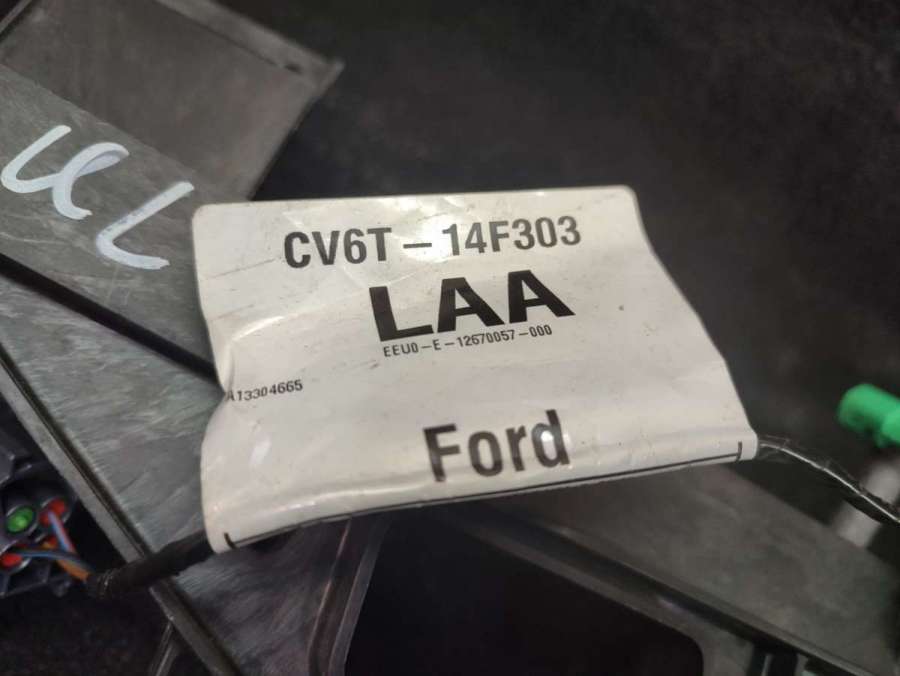 CV6T-14F303
LAA
EEU0-E-12670057-000
A13304665
Ford